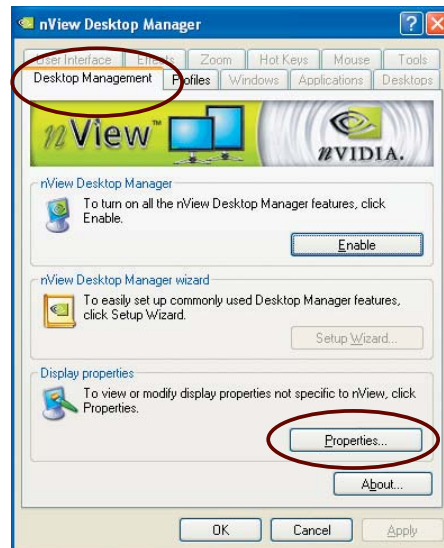 nView Desktop Manager
User Interface Effects Zoom Hot Keys Mouse Tools
Desktop Management Profiles Windows Applications Desktops
nView™ nVIDIA.
nView Desktop Manager
To turn on all the nView Desktop Manager features, click
Enable.
Enable
nView Desktop Manager wizard
To easily set up commonly used Desktop Manager features,
click Setup Wizard.
Setup Wizard...
Display properties
To view or modify display properties not specific to nView, click
Properties.
Properties...
About...
OK Cancel Apply